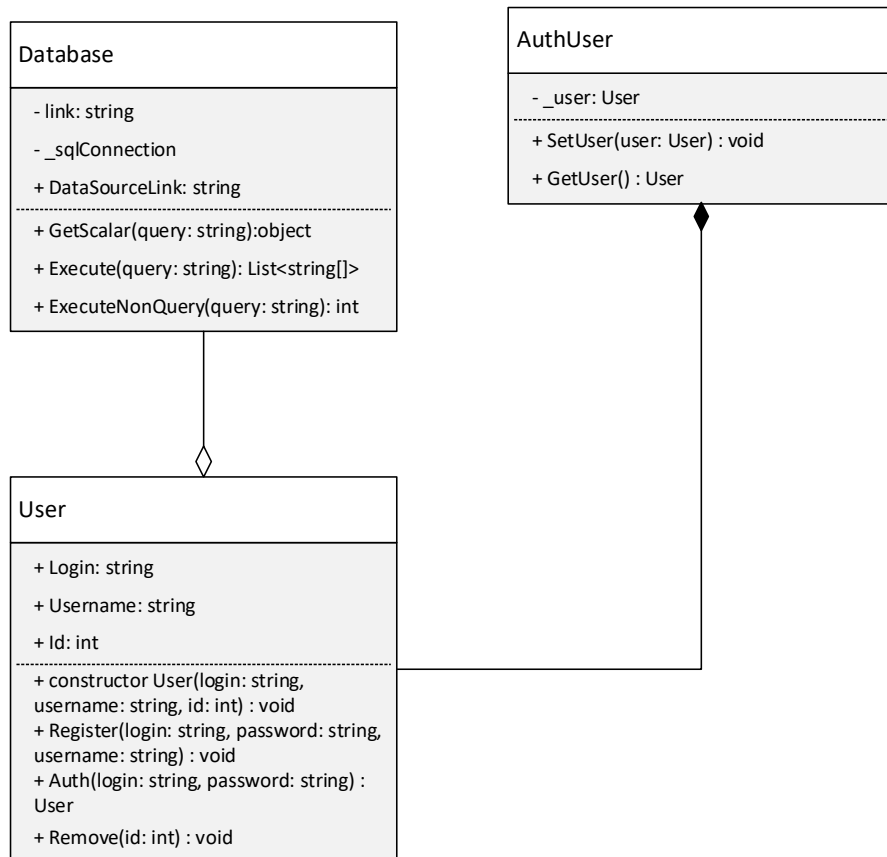 Database
- link: string
- _sqlConnection
+ DataSourceLink: string
+ GetScalar(query: string):object
+ Execute(query: string): List<string[]>
+ ExecuteNonQuery(query: string): int
AuthUser
- _user: User
+ SetUser(user: User) : void
+ GetUser() : User
User
+ Login: string
+ Username: string
+ Id: int
+ constructor User(login: string,
username: string, id: int) : void
+ Register(login: string, password: string,
username: string) : void
+ Auth(login: string, password: string) :
User
+ Remove(id: int) : void